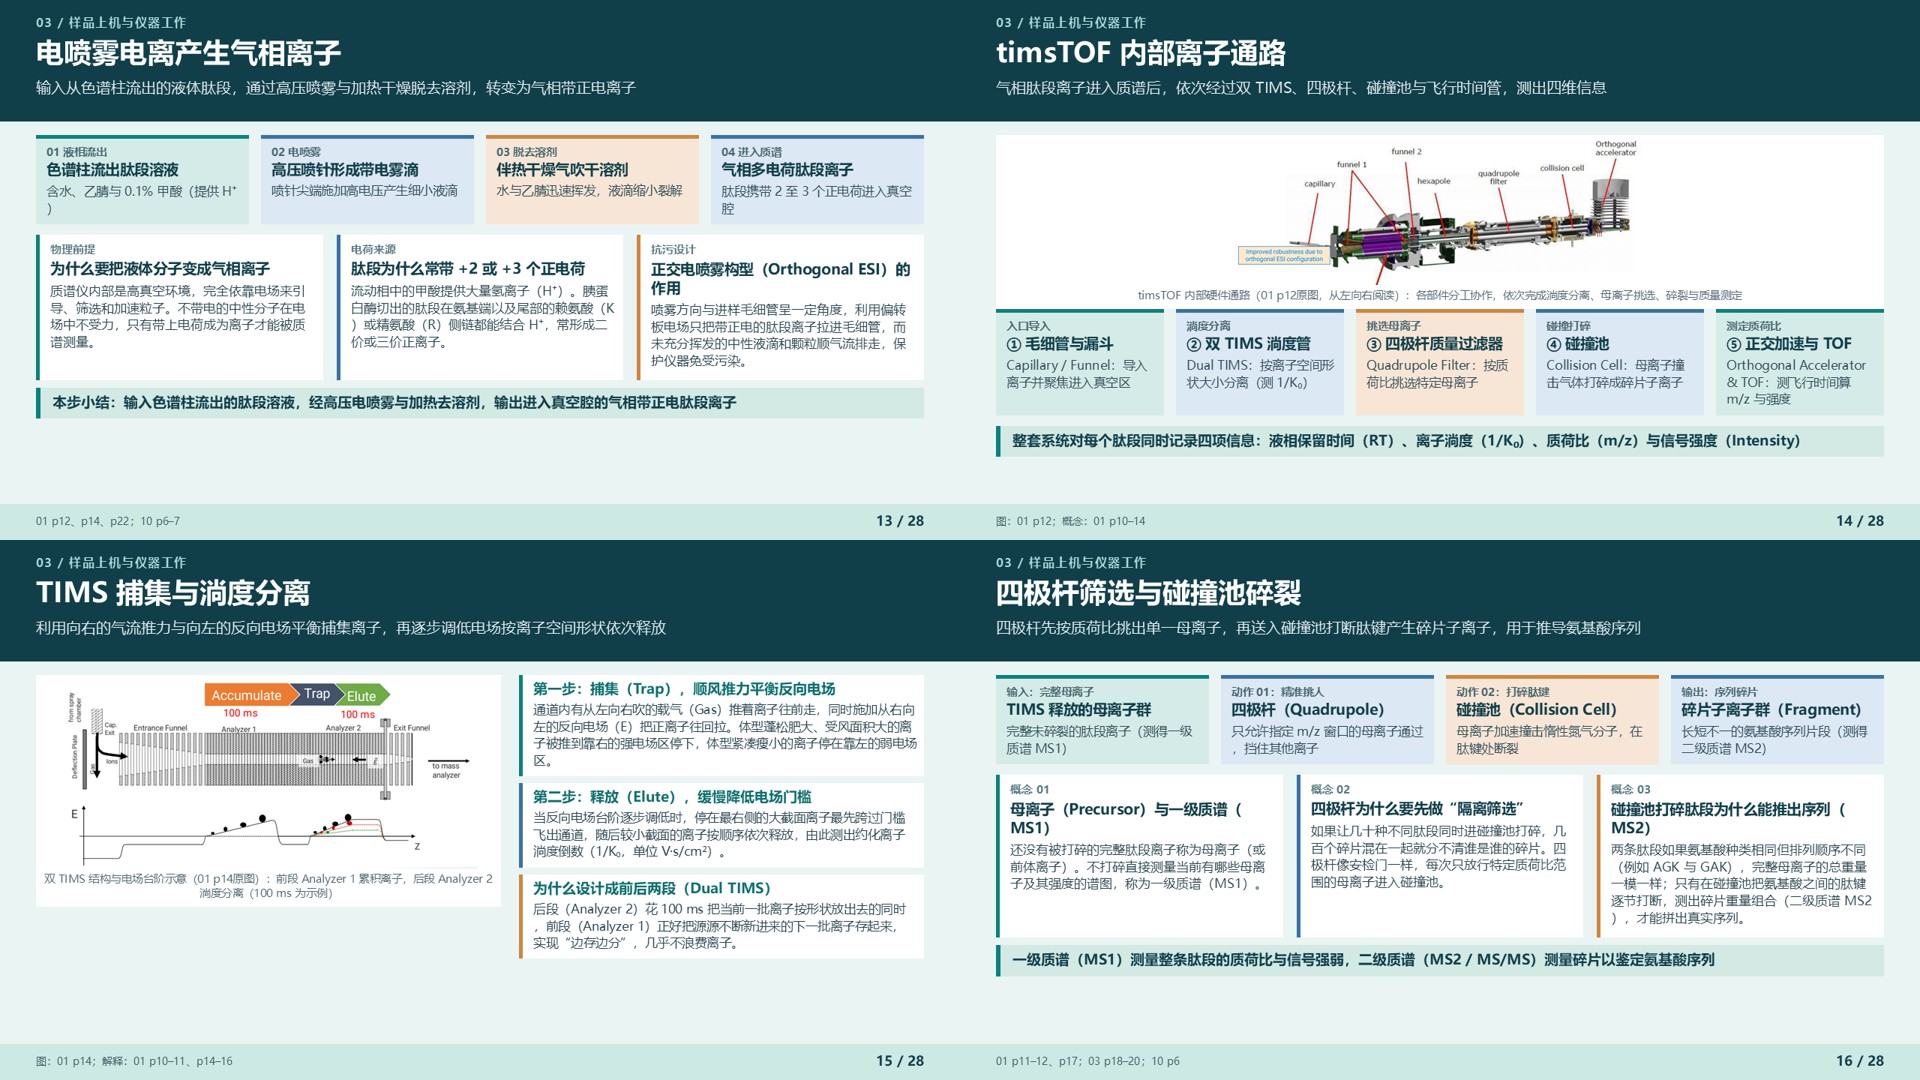 03 / 样品上机与仪器工作
电喷雾电离产生气相离子
输入从色谱柱流出的液体肽段，通过高压喷雾与加热干燥脱去溶剂，转变为气相带正电离子
01 液相流出
色谱柱流出肽段溶液
含水、乙腈与 0.1% 甲酸（提供 H⁺
）
02 电喷雾
高压喷针形成带电雾滴
喷针尖端施加高电压产生细小液滴
03 脱去溶剂
伴热干燥气吹干溶剂
水与乙腈迅速挥发，液滴缩小裂解
04 进入质谱
气相多电荷肽段离子
肽段携带 2 至 3 个正电荷进入真空
腔
物理前提
为什么要把液体分子变成气相离子
质谱仪内部是高真空环境，完全依靠电场来引
导、筛选和加速粒子。不带电的中性分子在电
场中不受力，只有带上电荷成为离子才能被质
谱测量。
电荷来源
肽段为什么常带 +2 或 +3 个正电荷
流动相中的甲酸提供大量氢离子（H⁺）。胰蛋
白酶切出的肽段在氨基端以及尾部的赖氨酸（K
）或精氨酸（R）侧链都能结合 H⁺，常形成二
价或三价正离子。
抗污设计
正交电喷雾构型（Orthogonal ESI）的
作用
喷雾方向与进样毛细管呈一定角度，利用偏转
板电场只把带正电的肽段离子拉进毛细管，而
未充分挥发的中性液滴和颗粒顺气流排走，保
护仪器免受污染。
本步小结：输入色谱柱流出的肽段溶液，经高压电喷雾与加热去溶剂，输出进入真空腔的气相带正电肽段离子
01 p12、p14、p22；10 p6–7
13 / 28
03 / 样品上机与仪器工作
timsTOF 内部离子通路
气相肽段离子进入质谱后，依次经过双 TIMS、四极杆、碰撞池与飞行时间管，测出四维信息
capillary
funnel 1
funnel 2
hexapole
quadrupole
filter
collision cell
Orthogonal
accelerator
Improved robustness due to
orthogonal ESI configuration
timsTOF 内部硬件通路（01 p12原图，从左向右阅读）：各部件分工协作，依次完成淌度分离、母离子挑选、碎裂与质量测定
入口导入
① 毛细管与漏斗
Capillary / Funnel：导入
离子并聚焦进入真空区
淌度分离
② 双 TIMS 淌度管
Dual TIMS：按离子空间形
状大小分离（测 1/K₀）
挑选母离子
③ 四极杆质量过滤器
Quadrupole Filter：按质
荷比挑选特定母离子
碰撞打碎
④ 碰撞池
Collision Cell：母离子撞
击气体打碎成碎片子离子
测定质荷比
⑤ 正交加速与 TOF
Orthogonal Accelerator
& TOF：测飞行时间算
m/z 与强度
整套系统对每个肽段同时记录四项信息：液相保留时间（RT）、离子淌度（1/K₀）、质荷比（m/z）与信号强度（Intensity）
图：01 p12；概念：01 p10–14
14 / 28
03 / 样品上机与仪器工作
TIMS 捕集与淌度分离
利用向右的气流推力与向左的反向电场平衡捕集离子，再逐步调低电场按离子空间形状依次释放
Accumulate
Trap
Elute
100 ms
100 ms
from spray
chamber
Cap.
Exit
Entrance Funnel
Analyzer 1
Analyzer 2
Exit Funnel
Deflection Plate
Gas
Ions
Gas
to mass
analyzer
E
Z
双 TIMS 结构与电场台阶示意（01 p14原图）：前段 Analyzer 1 累积离子，后段 Analyzer 2
淌度分离（100 ms 为示例）
第一步：捕集（Trap），顺风推力平衡反向电场
通道内有从左向右吹的载气（Gas）推着离子往前走，同时施加从右向
左的反向电场（E）把正离子往回拉。体型蓬松肥大、受风面积大的离
子被推到靠右的强电场区停下，体型紧凑瘦小的离子停在靠左的弱电场
区。
第二步：释放（Elute），缓慢降低电场门槛
当反向电场台阶逐步调低时，停在最右侧的大截面离子最先跨过门槛
飞出通道，随后较小截面的离子按顺序依次释放，由此测出约化离子
淌度倒数（1/K₀，单位 V·s/cm²）。
为什么设计成前后两段（Dual TIMS）
后段（Analyzer 2）花 100 ms 把当前一批离子按形状放出去的同时
，前段（Analyzer 1）正好把源源不断新进来的下一批离子存起来，
实现“边存边分”，几乎不浪费离子。
图：01 p14；解释：01 p10–11、p14–16
15 / 28
03 / 样品上机与仪器工作
四极杆筛选与碰撞池碎裂
四极杆先按质荷比挑出单一母离子，再送入碰撞池打断肽键产生碎片子离子，用于推导氨基酸序列
输入：完整母离子
TIMS 释放的母离子群
完整未碎裂的肽段离子（测得一级
质谱 MS1）
动作 01：精准挑人
四极杆（Quadrupole）
只允许指定 m/z 窗口的母离子通过
，挡住其他离子
动作 02：打碎肽键
碰撞池（Collision Cell）
母离子加速撞击惰性氮气分子，在
肽键处断裂
输出：序列碎片
碎片子离子群（Fragment）
长短不一的氨基酸序列片段（测得
二级质谱 MS2）
概念 01
母离子（Precursor）与一级质谱（
MS1）
还没有被打碎的完整肽段离子称为母离子（或
前体离子）。不打碎直接测量当前有哪些母离
子及其强度的谱图，称为一级质谱（MS1）。
概念 02
四极杆为什么要先做“隔离筛选”
如果让几十种不同肽段同时进碰撞池打碎，几
百个碎片混在一起就分不清谁是谁的碎片。四
极杆像安检门一样，每次只放行特定质荷比范
围的母离子进入碰撞池。
概念 03
碰撞池打碎肽段为什么能推出序列（
MS2）
两条肽段如果氨基酸种类相同但排列顺序不同
（例如 AGK 与 GAK），完整母离子的总重量
一模一样；只有在碰撞池把氨基酸之间的肽键
逐节打断，测出碎片重量组合（二级质谱 MS2
），才能拼出真实序列。
一级质谱（MS1）测量整条肽段的质荷比与信号强弱，二级质谱（MS2 / MS/MS）测量碎片以鉴定氨基酸序列
01 p11–12、p17；03 p18–20；10 p6
16 / 28